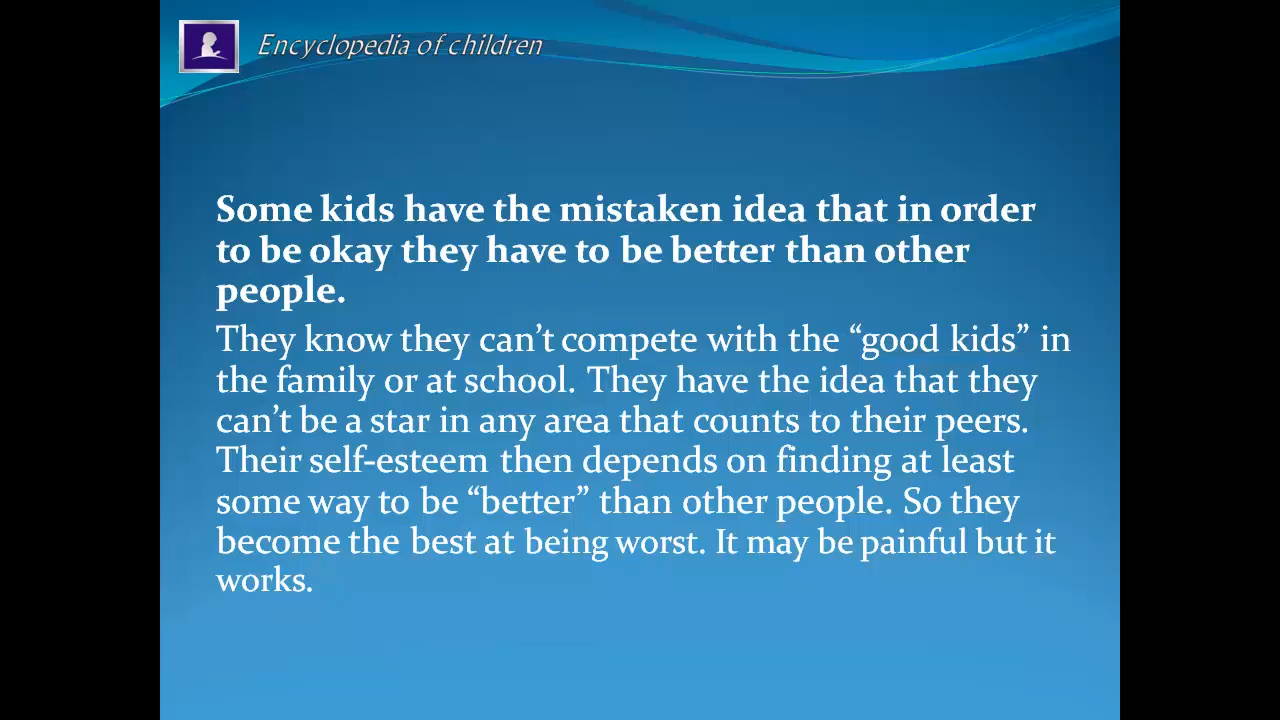 Encyclopedia of children
Some kids have the mistaken idea that in order
to be okay they have to be better than other
people.
They know they can’t compete with the “good kids” in
the family or at school. They have the idea that they
can’t be a star in any area that counts to their peers.
Their self-esteem then depends on finding at least
some way to be “better” than other people. So they
become the best at being worst. It may be painful but it
works.